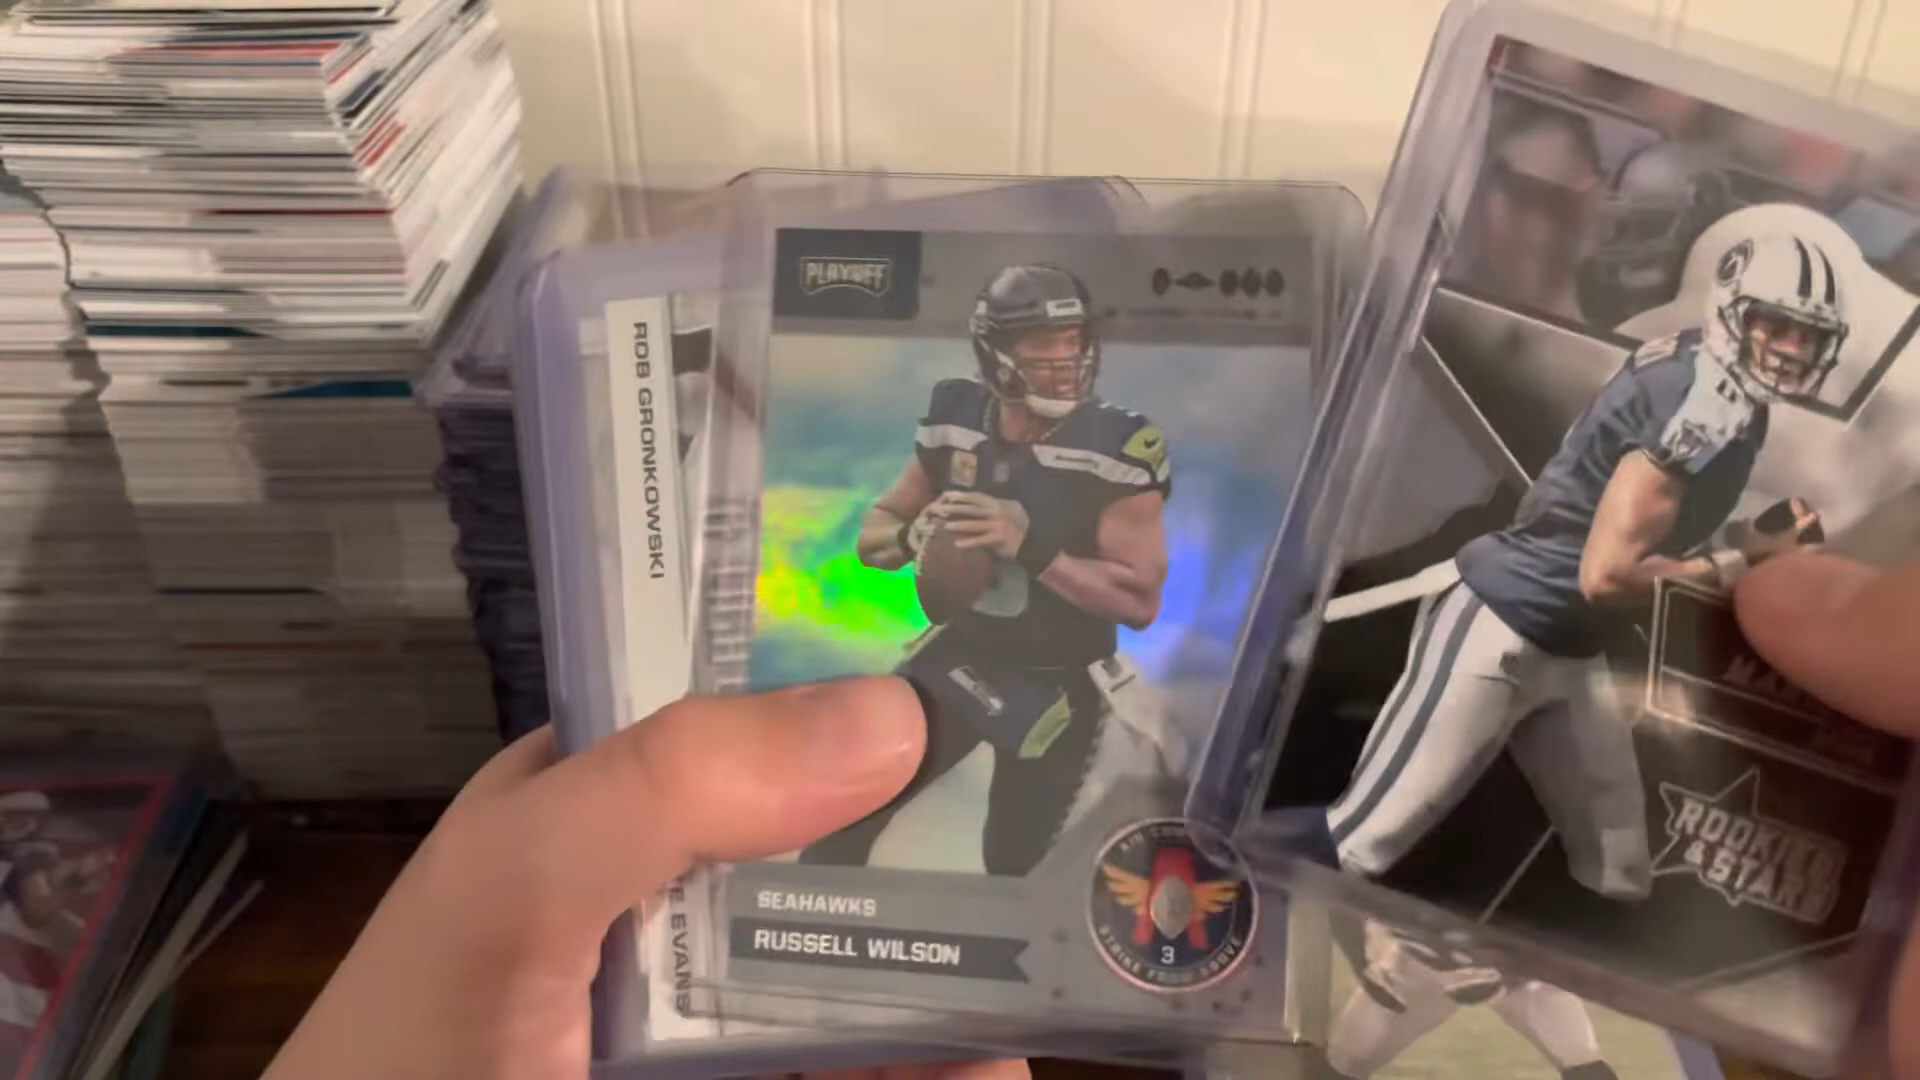 PLAYOFF
ROB GRONKOWSKI
SEAHAWKS
RUSSELL WILSON
3
STRIKE FROM ABOVE
EVANS
ROOKIES
& STARS